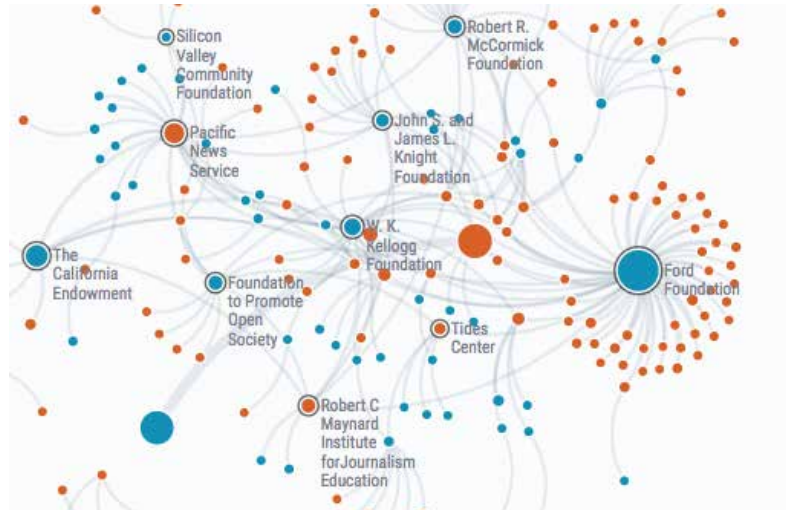 Silicon
Valley
Community
Foundation
Robert R.
McCormick
Foundation
Pacific
News
Service
John S. and
James L.
Knight
Foundation
W. K.
Kellogg
Foundation
The
California
Endowment
Foundation
to Promote
Open
Society
Ford
Foundation
Tides
Center
Robert C
Maynard
Institute
forJournalism
Education